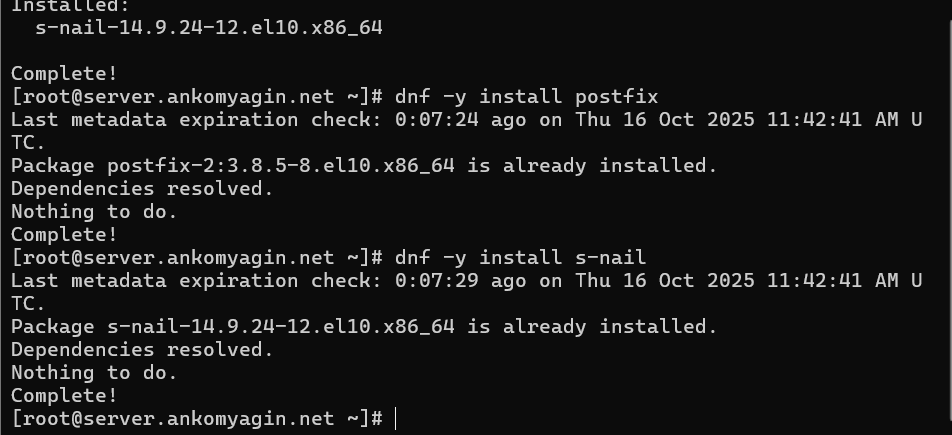 Installed:
  s-nail-14.9.24-12.el10.x86_64

Complete!
[root@server.ankomyagin.net ~]# dnf -y install postfix
Last metadata expiration check: 0:07:24 ago on Thu 16 Oct 2025 11:42:41 AM U
TC.
Package postfix-2:3.8.5-8.el10.x86_64 is already installed.
Dependencies resolved.
Nothing to do.
Complete!
[root@server.ankomyagin.net ~]# dnf -y install s-nail
Last metadata expiration check: 0:07:29 ago on Thu 16 Oct 2025 11:42:41 AM U
TC.
Package s-nail-14.9.24-12.el10.x86_64 is already installed.
Dependencies resolved.
Nothing to do.
Complete!
[root@server.ankomyagin.net ~]#